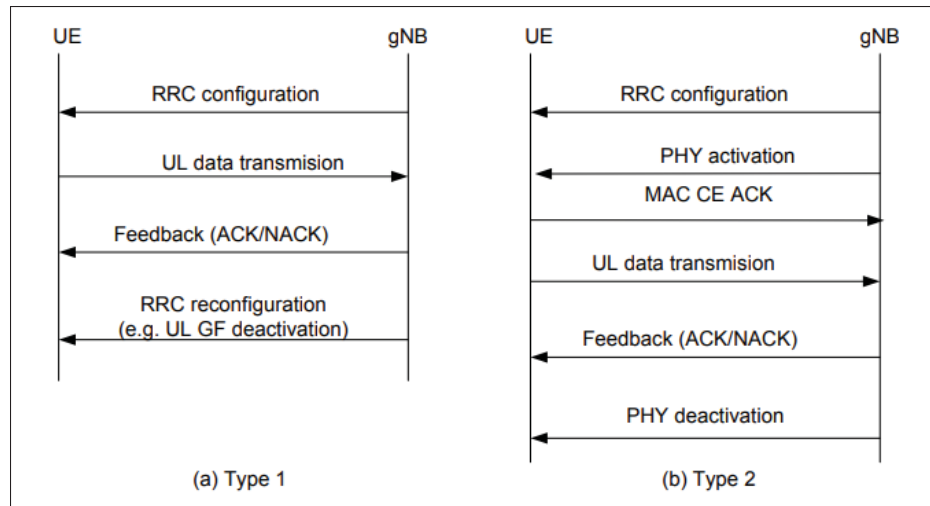 UE
gNB
RRC configuration
UL data transmision
Feedback (ACK/NACK)
RRC reconfiguration
(e.g. UL GF deactivation)
(a) Type 1
UE
gNB
RRC configuration
PHY activation
MAC CE ACK
UL data transmision
Feedback (ACK/NACK)
PHY deactivation
(b) Type 2